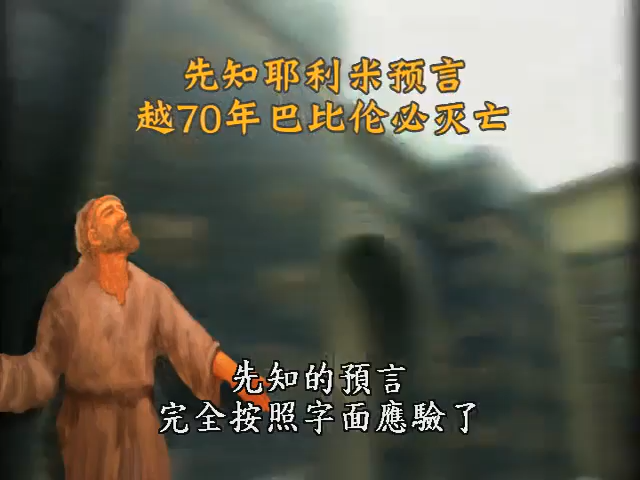 先知耶利米预言
越70年巴比伦必灭亡
先知的預言
完全按照字面應驗了